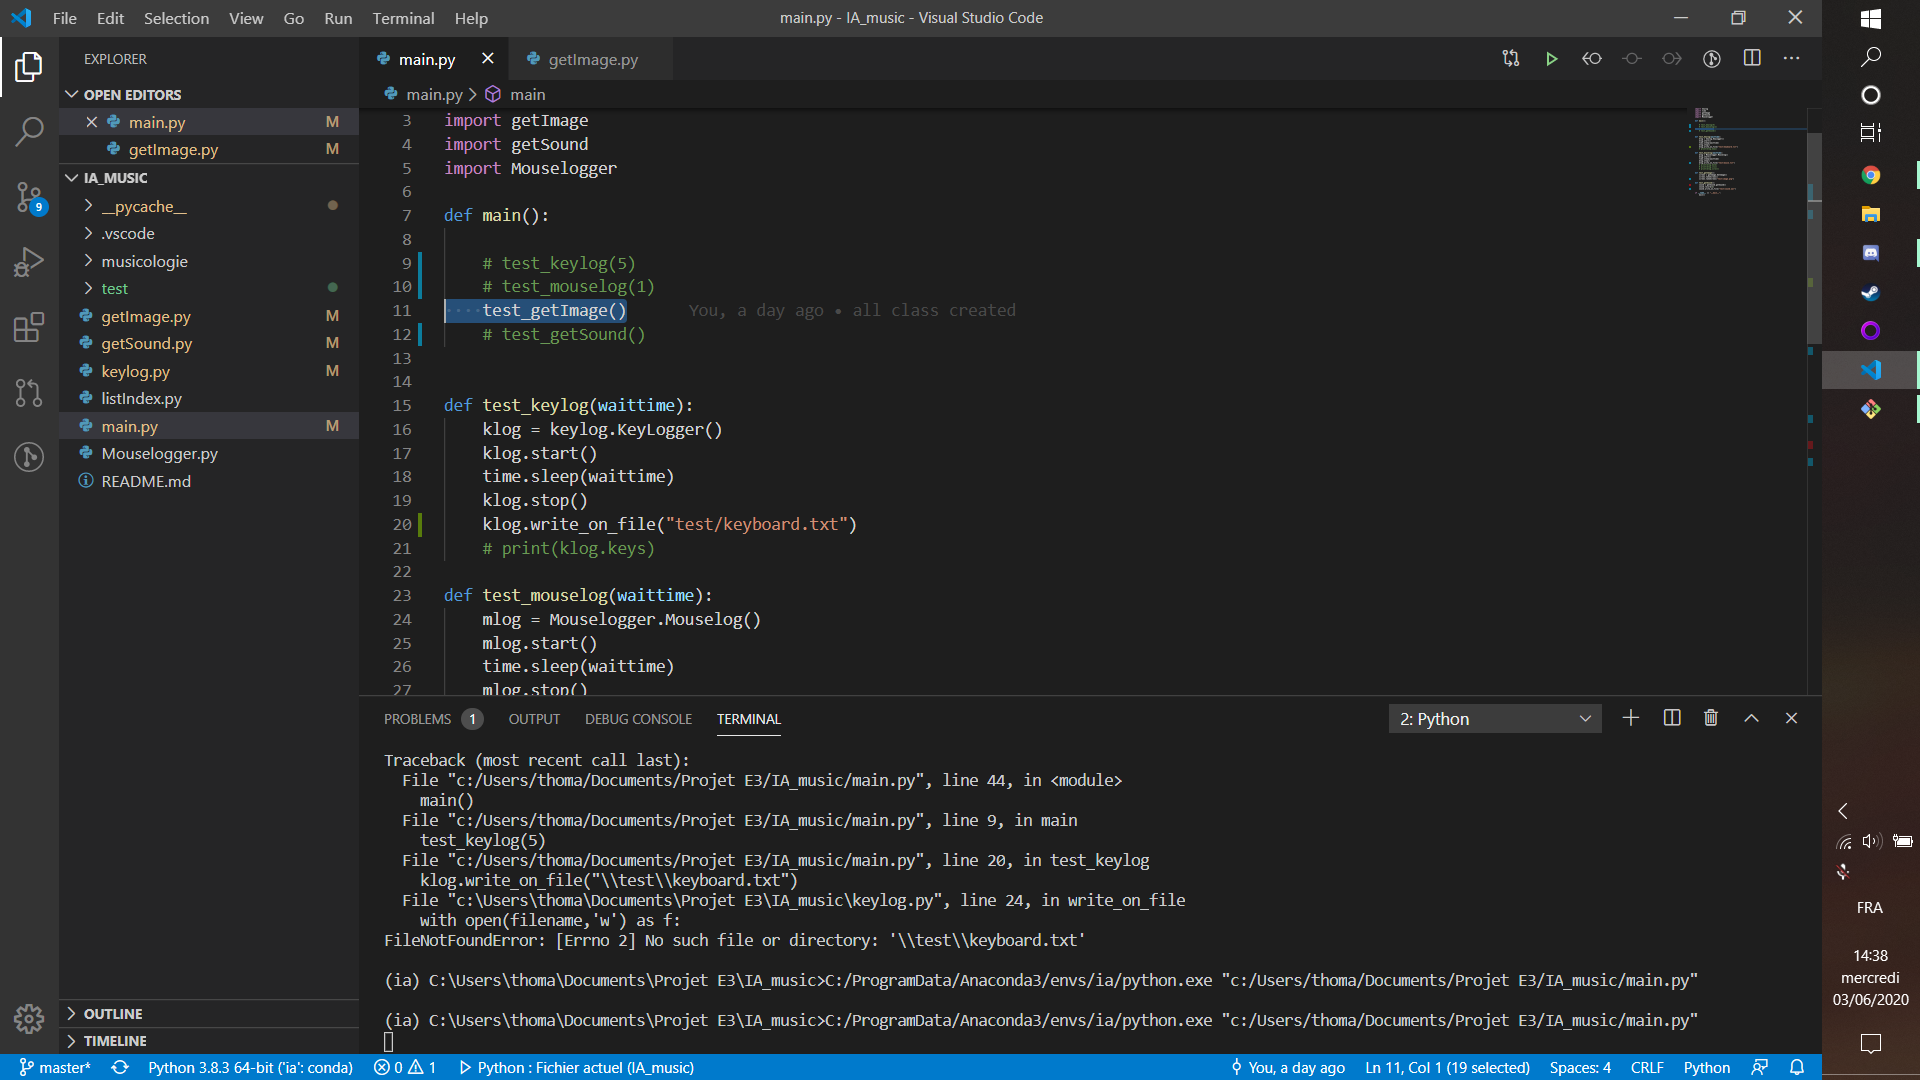 File Edit Selection View Go Run Terminal Help
main.py - IA_music - Visual Studio Code
EXPLORER
OPEN EDITORS
main.py M
getImage.py M
IA_MUSIC
__pycache__
.vscode
musicologie
test
getImage.py M
getSound.py M
keylog.py M
listIndex.py
main.py M
Mouselogger.py
README.md
OUTLINE
TIMELINE
9
main.py
getImage.py
main.py > main
3 import getImage
4 import getSound
5 import Mouselogger
6
7 def main():
8
9 # test_keylog(5)
10 # test_mouselog(1)
11 ····test_getImage() You, a day ago • all class created
12 # test_getSound()
13
14
15 def test_keylog(waittime):
16 klog = keylog.KeyLogger()
17 klog.start()
18 time.sleep(waittime)
19 klog.stop()
20 klog.write_on_file("test/keyboard.txt")
21 # print(klog.keys)
22
23 def test_mouselog(waittime):
24 mlog = Mouselogger.Mouselog()
25 mlog.start()
26 time.sleep(waittime)
27 mlog.stop()
PROBLEMS 1 OUTPUT DEBUG CONSOLE TERMINAL
2: Python
Traceback (most recent call last):
File "c:/Users/thoma/Documents/Projet E3/IA_music/main.py", line 44, in <module>
main()
File "c:/Users/thoma/Documents/Projet E3/IA_music/main.py", line 9, in main
test_keylog(5)
File "c:/Users/thoma/Documents/Projet E3/IA_music/main.py", line 20, in test_keylog
klog.write_on_file("\\test\\keyboard.txt")
File "c:\Users\thoma\Documents\Projet E3\IA_music\keylog.py", line 24, in write_on_file
with open(filename,'w') as f:
FileNotFoundError: [Errno 2] No such file or directory: '\\test\\keyboard.txt'
(ia) C:\Users\thoma\Documents\Projet E3\IA_music>C:/ProgramData/Anaconda3/envs/ia/python.exe "c:/Users/thoma/Documents/Projet E3/IA_music/main.py"
(ia) C:\Users\thoma\Documents\Projet E3\IA_music>C:/ProgramData/Anaconda3/envs/ia/python.exe "c:/Users/thoma/Documents/Projet E3/IA_music/main.py"
master* Python 3.8.3 64-bit ('ia': conda) 0 1 Python : Fichier actuel (IA_music) You, a day ago Ln 11, Col 1 (19 selected) Spaces: 4 CRLF Python
FRA
14:38
mercredi
03/06/2020